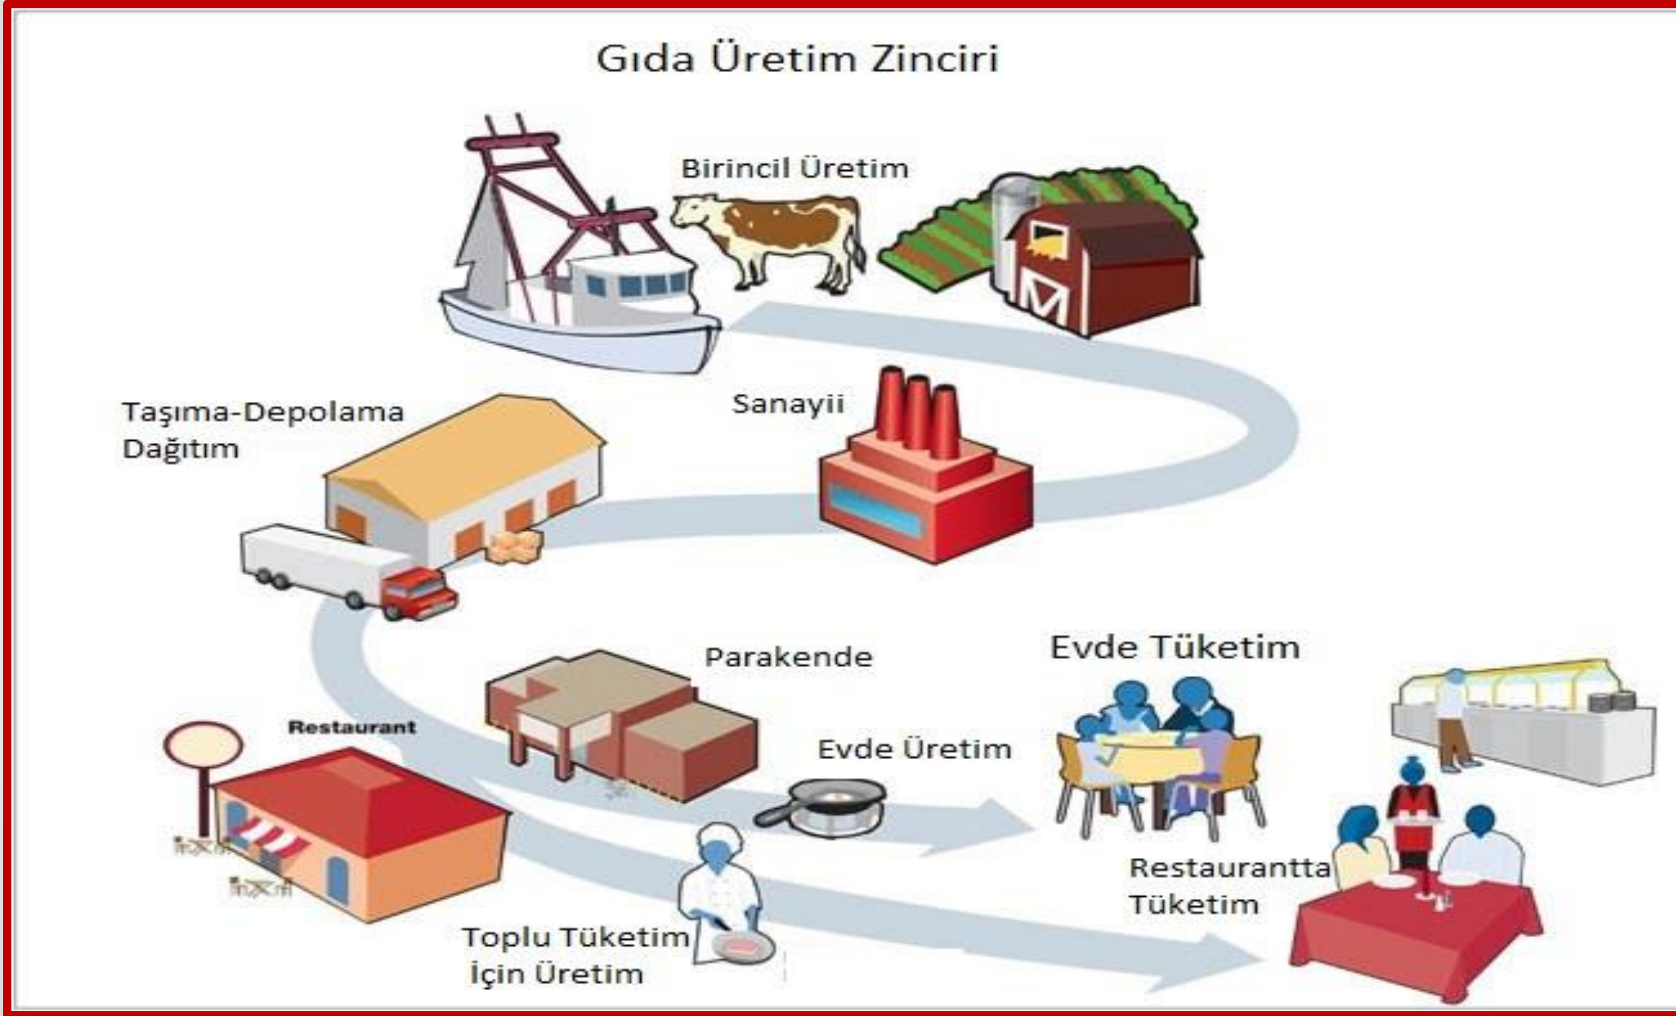 Gıda Üretim Zinciri
Birincil Üretim
Sanayii
Taşıma-Depolama
Dağıtım
Parakende
Evde Üretim
Evde Tüketim
Restaurant
Toplu Tüketim
İçin Üretim
Restaurantta
Tüketim